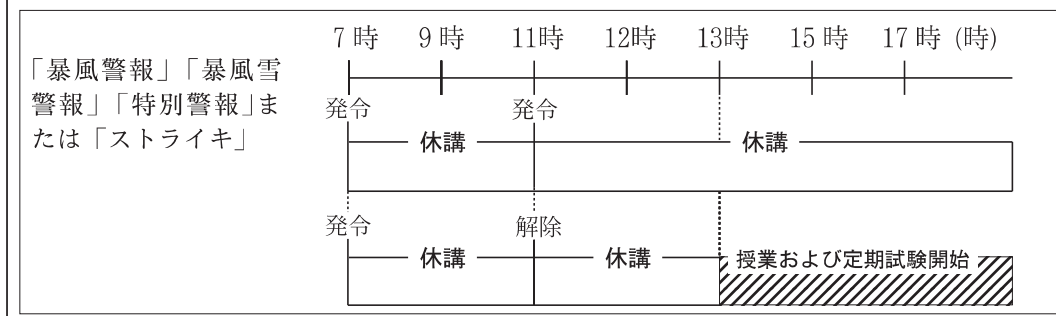 7時 9時 11時 12時 13時 15時 17時 (時)
「暴風警報」「暴風雪
警報」「特別警報」ま
たは「ストライキ」
発令 発令
休講 休講
発令 解除
休講 休講 授業および定期試験開始